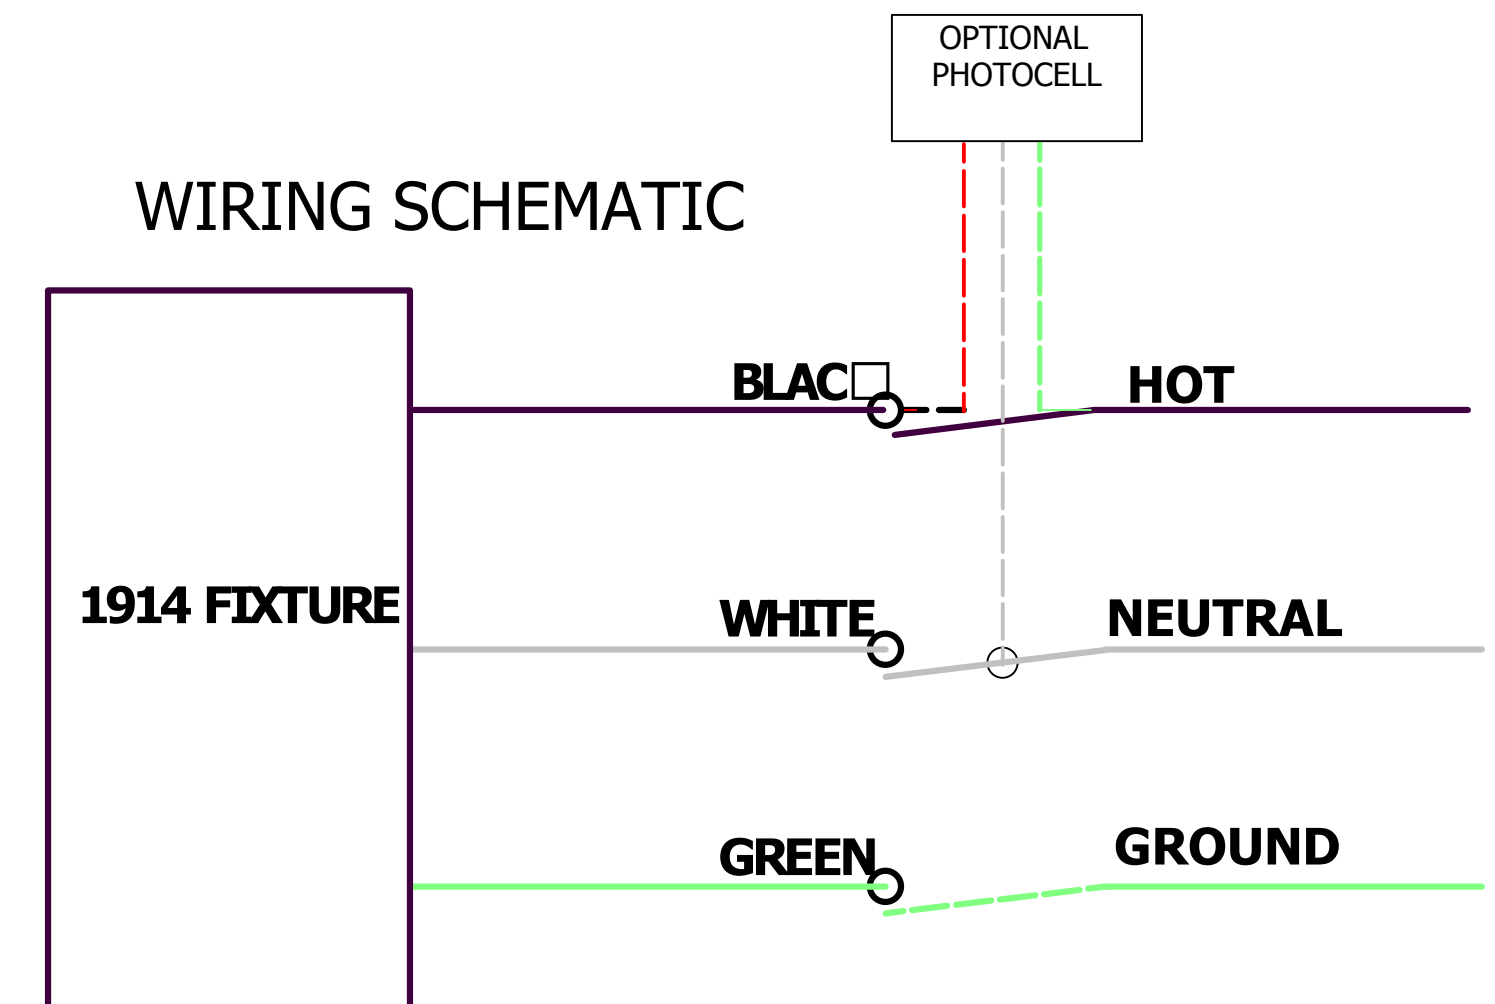 OPTIONAL
PHOTOCELL
WIRING SCHEMATIC
BLAC□
HOT
1914 FIXTURE
WHITE
NEUTRAL
GREEN
GROUND